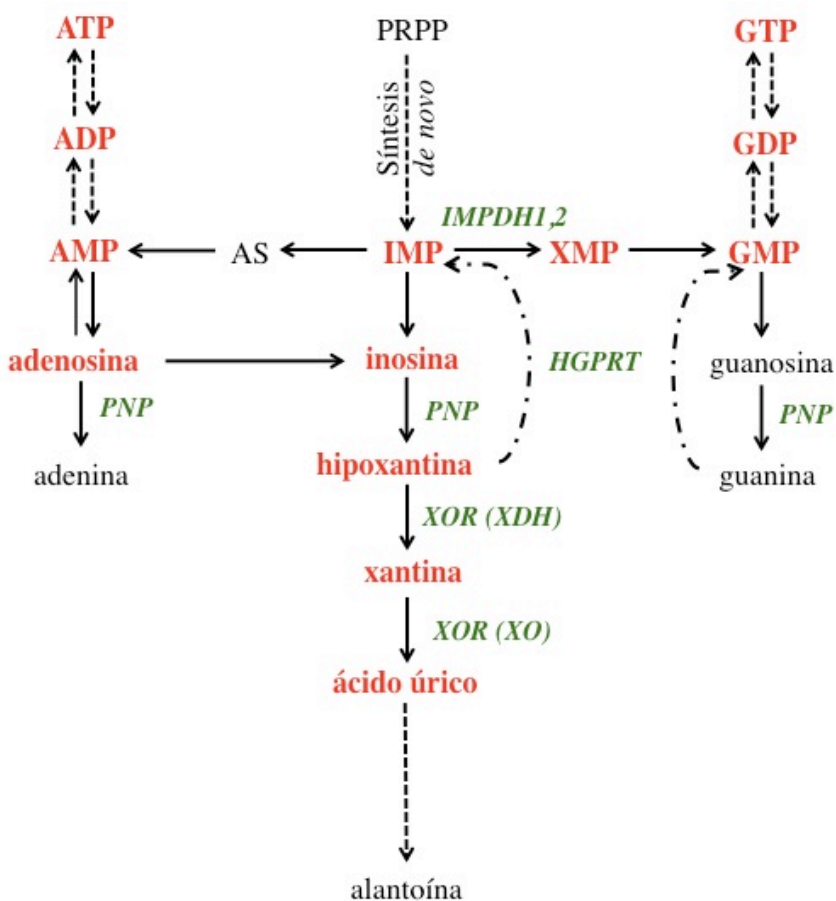 ATP
PRPP
GTP
Síntesis
de novo
ADP
GDP
IMPDH1,2
AMP
AS
IMP
XMP
GMP
adenosina
inosina
HGPRT
guanosina
PNP
PNP
PNP
adenina
hipoxantina
guanina
XOR (XDH)
xantina
XOR (XO)
ácido úrico
alantoína